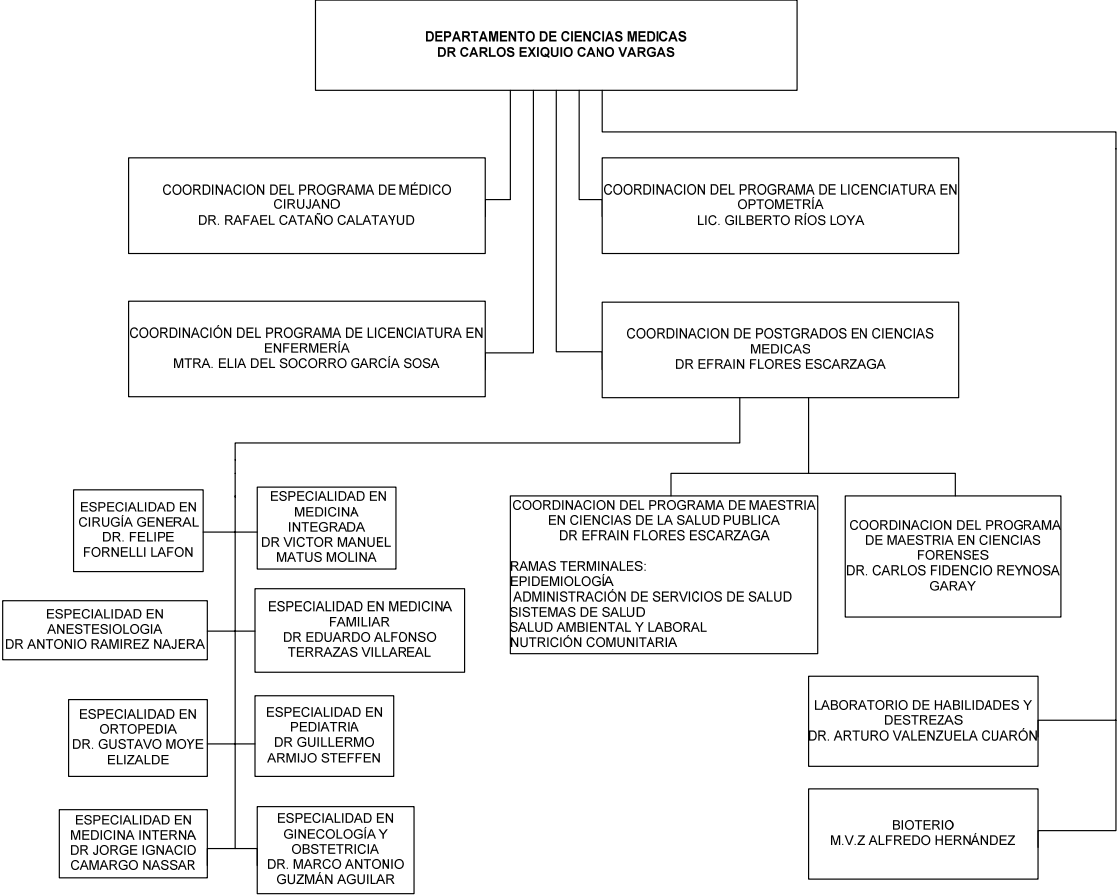 DEPARTAMENTO DE CIENCIAS MEDICAS
DR CARLOS EXIQUIO CANO VARGAS
COORDINACION DEL PROGRAMA DE MÉDICO
CIRUJANO
DR. RAFAEL CATAÑO CALATAYUD
COORDINACION DEL PROGRAMA DE LICENCIATURA EN
OPTOMETRÍA
LIC. GILBERTO RÍOS LOYA
COORDINACIÓN DEL PROGRAMA DE LICENCIATURA EN
ENFERMERÍA
MTRA. ELIA DEL SOCORRO GARCÍA SOSA
COORDINACION DE POSTGRADOS EN CIENCIAS
MEDICAS
DR EFRAIN FLORES ESCARZAGA
ESPECIALIDAD EN
CIRUGÍA GENERAL
DR. FELIPE
FORNELLI LAFON
ESPECIALIDAD EN
MEDICINA
INTEGRADA
DR VICTOR MANUEL
MATUS MOLINA
COORDINACION DEL PROGRAMA DE MAESTRIA
EN CIENCIAS DE LA SALUD PUBLICA
DR EFRAIN FLORES ESCARZAGA
RAMAS TERMINALES:
EPIDEMIOLOGÍA
ADMINISTRACIÓN DE SERVICIOS DE SALUD
SISTEMAS DE SALUD
SALUD AMBIENTAL Y LABORAL
NUTRICIÓN COMUNITARIA
COORDINACION DEL PROGRAMA
DE MAESTRIA EN CIENCIAS
FORENSES
DR. CARLOS FIDENCIO REYNOSA
GARAY
ESPECIALIDAD EN
ANESTESIOLOGIA
DR ANTONIO RAMIREZ NAJERA
ESPECIALIDAD EN MEDICINA
FAMILIAR
DR EDUARDO ALFONSO
TERRAZAS VILLAREAL
ESPECIALIDAD EN
ORTOPEDIA
DR. GUSTAVO MOYE
ELIZALDE
ESPECIALIDAD EN
PEDIATRIA
DR GUILLERMO
ARMIJO STEFFEN
LABORATORIO DE HABILIDADES Y
DESTREZAS
DR. ARTURO VALENZUELA CUARÓN
ESPECIALIDAD EN
MEDICINA INTERNA
DR JORGE IGNACIO
CAMARGO NASSAR
ESPECIALIDAD EN
GINECOLOGÍA Y
OBSTETRICIA
DR. MARCO ANTONIO
GUZMÁN AGUILAR
BIOTERIO
M.V.Z ALFREDO HERNÁNDEZ